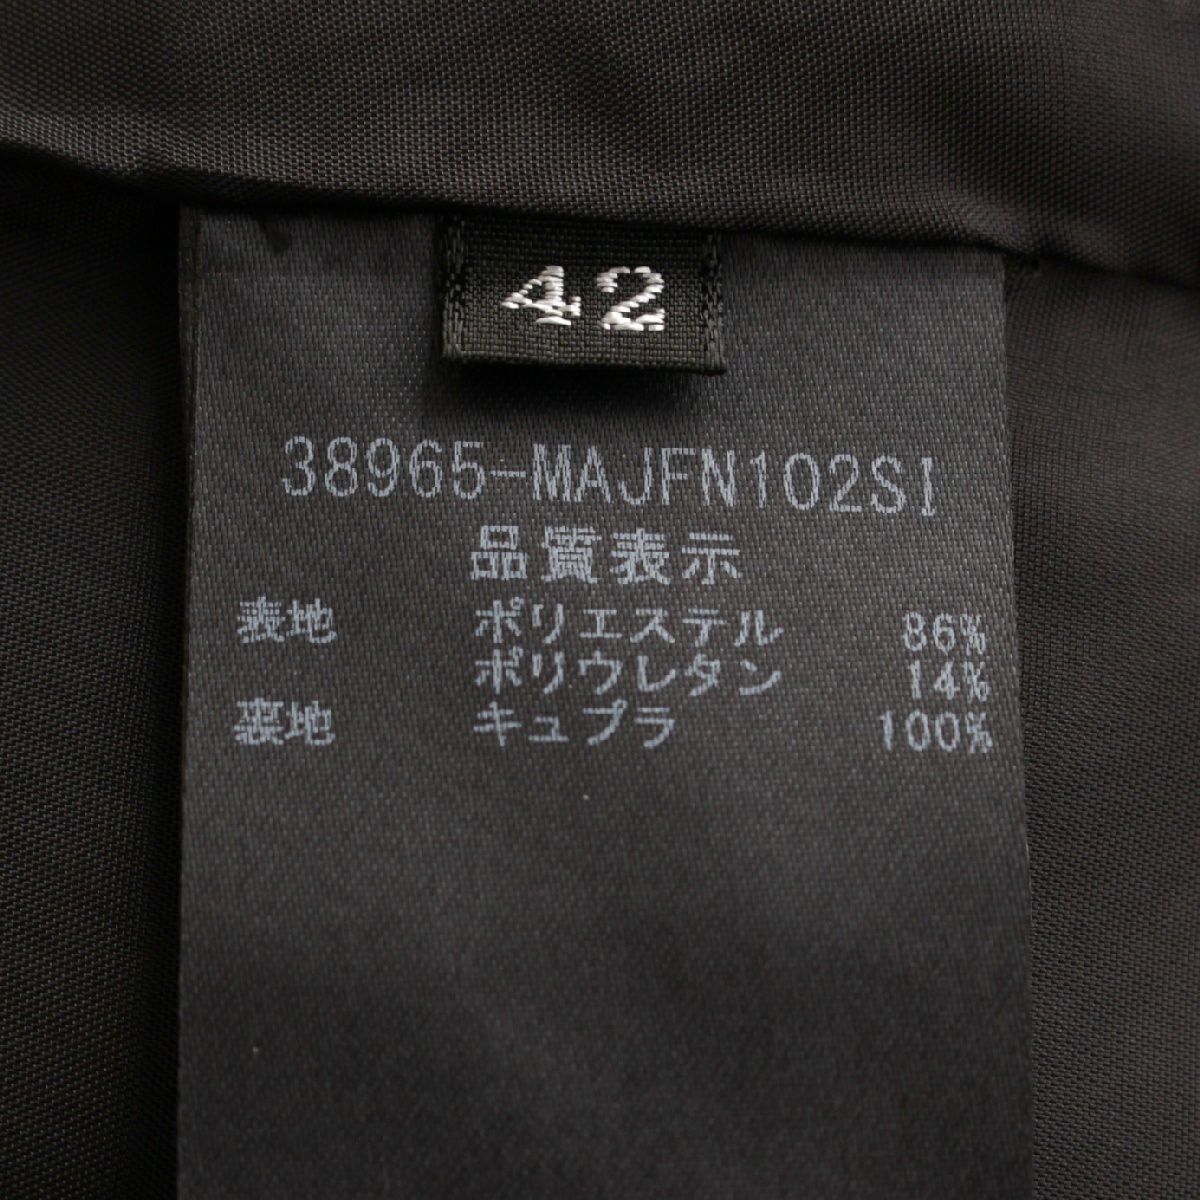 42
38965-MAJFN102SI
品質表示
表地 ポリエステル 86%
ポリウレタン 14%
裏地 キュプラ 100%